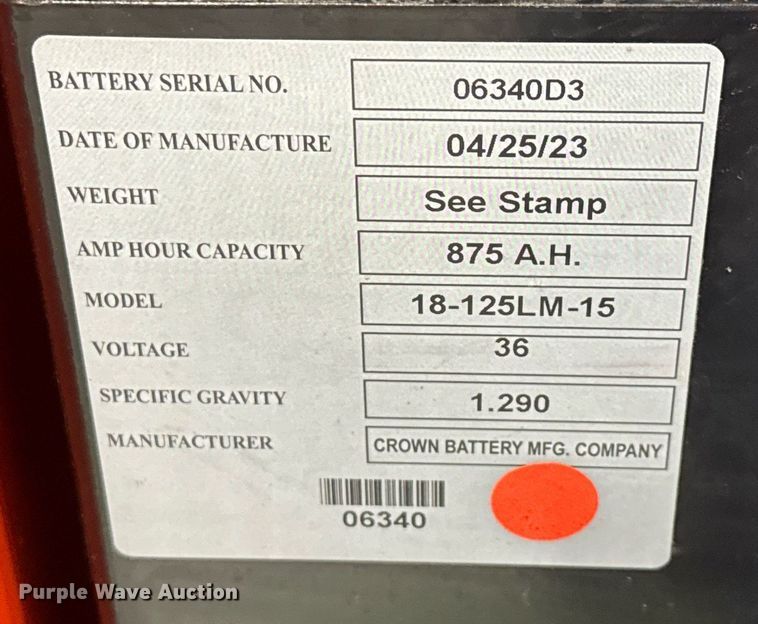 BATTERY SERIAL NO. 06340D3
DATE OF MANUFACTURE 04/25/23
WEIGHT See Stamp
AMP HOUR CAPACITY 875 A.H.
MODEL 18-125LM-15
VOLTAGE 36
SPECIFIC GRAVITY 1.290
MANUFACTURER CROWN BATTERY MFG. COMPANY
06340
Purple Wave Auction